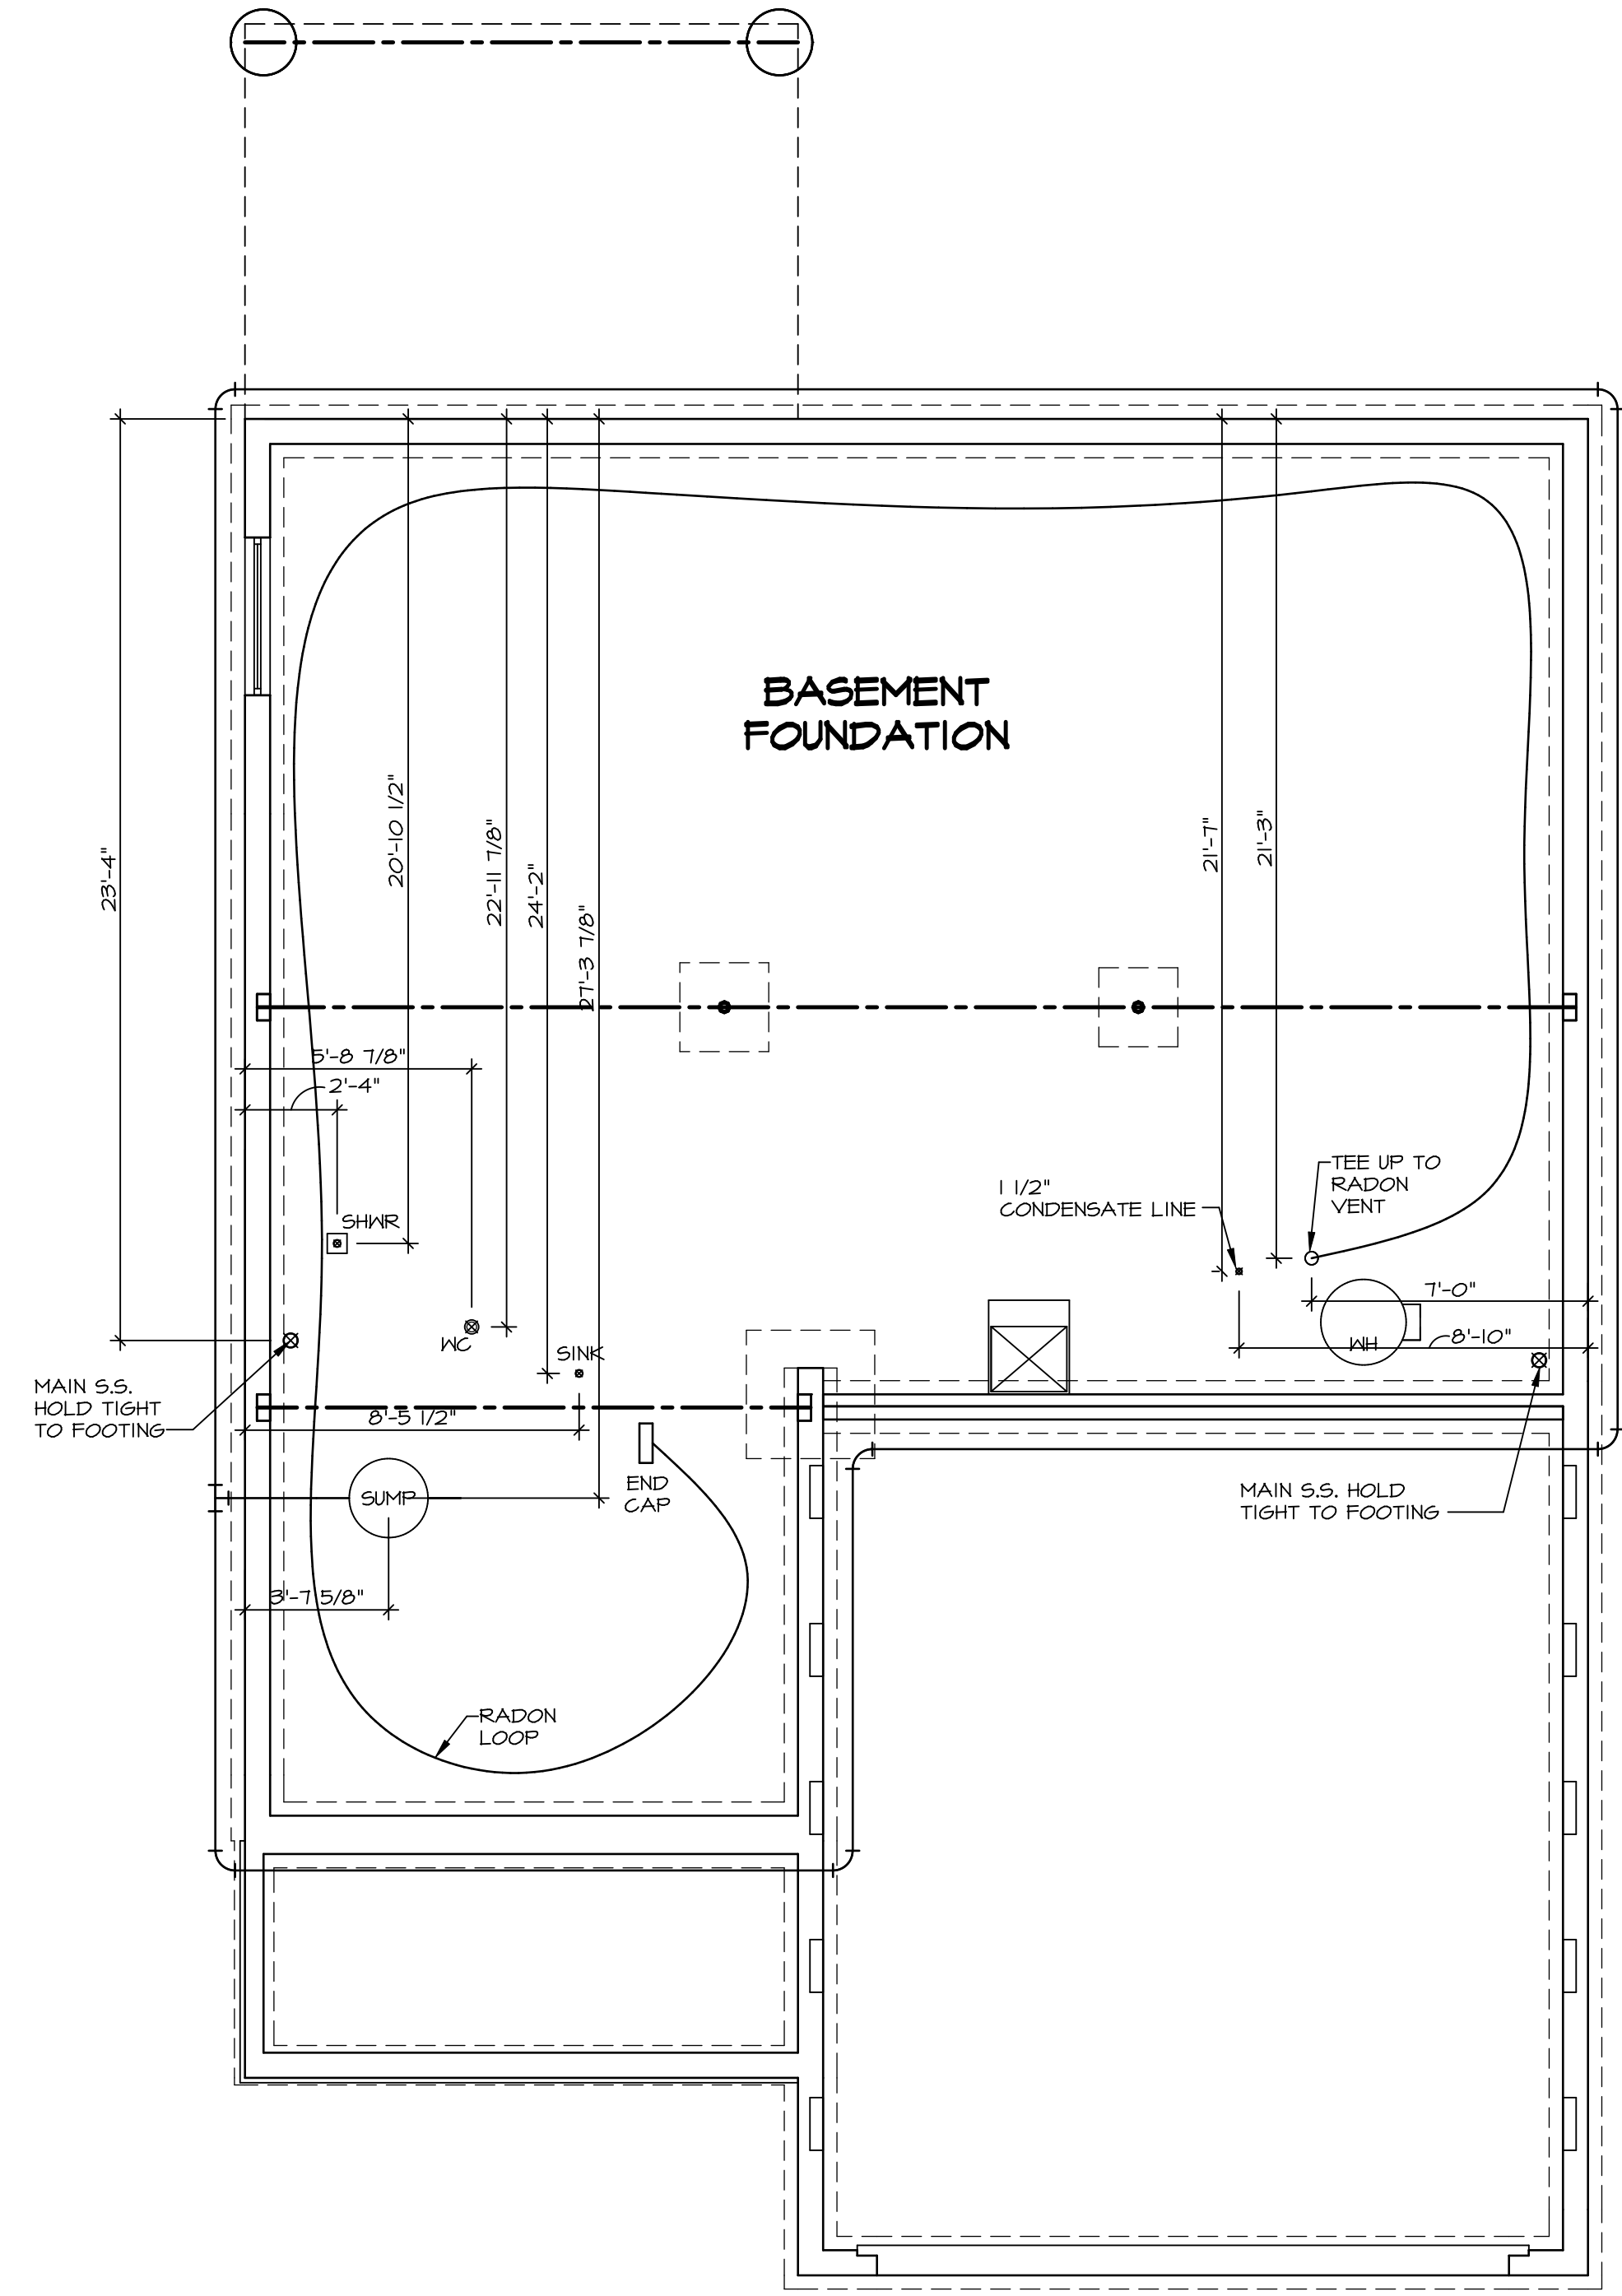 BASEMENT
FOUNDATION
23'-4"
20'-10 1/2"
22'-11 7/8"
24'-2"
27'-3 7/8"
21'-7"
21'-3"
5'-8 7/8"
2'-4"
SHWR
WC
SINK
MAIN S.S.
HOLD TIGHT
TO FOOTING
8'-5 1/2"
SUMP
END
CAP
3'-7 5/8"
RADON
LOOP
1 1/2"
CONDENSATE LINE
TEE UP TO
RADON
VENT
7'-0"
WH
8'-10"
MAIN S.S. HOLD
TIGHT TO FOOTING